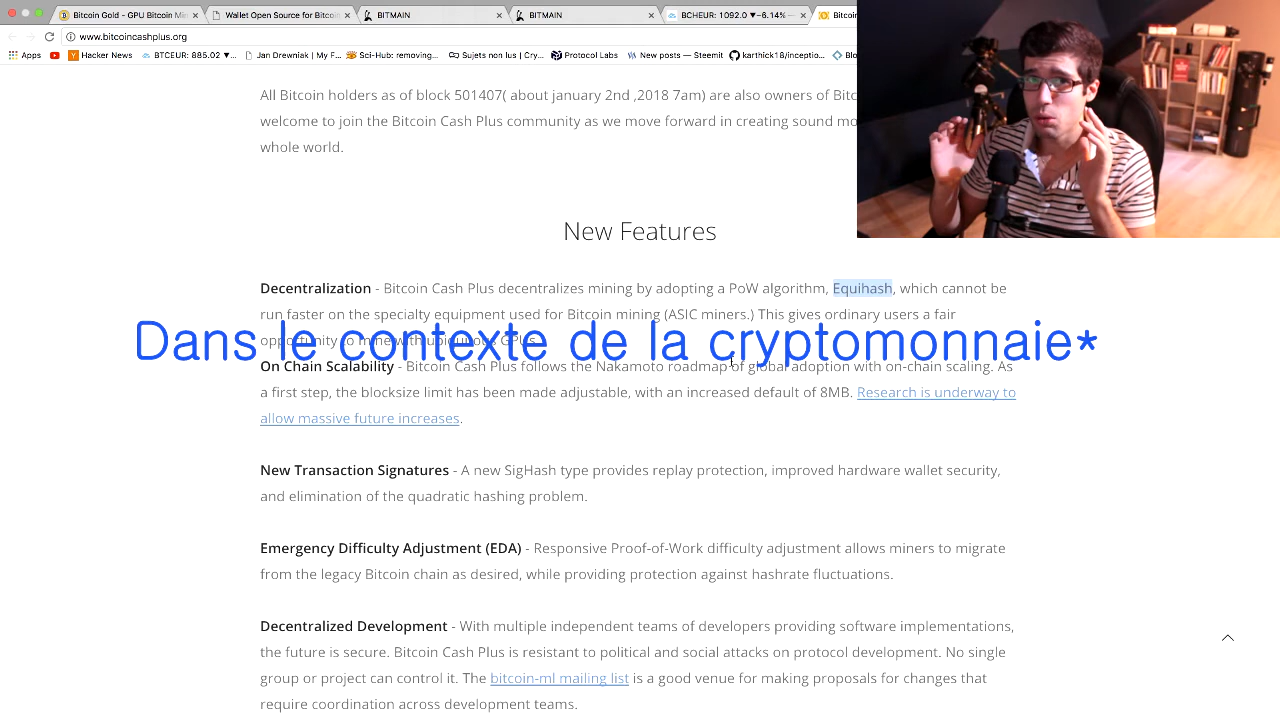 Bitcoin Gold – GPU Bitcoin Min
Wallet Open Source for Bitcoin
BITMAIN
BITMAIN
BCHEUR: 1092.0 ▼−6.14% —
Bitcoin
www.bitcoincashplus.org
Apps
Hacker News
BTCEUR: 885.02 ▼...
Jan Drewniak | My F...
Sci-Hub: removing...
Sujets non lus | Cry...
Protocol Labs
New posts — Steemit
karthick18/inceptio...
Blo
All Bitcoin holders as of block 501407( about january 2nd ,2018 7am) are also owners of Bitc
welcome to join the Bitcoin Cash Plus community as we move forward in creating sound mo
whole world.
New Features
Decentralization - Bitcoin Cash Plus decentralizes mining by adopting a PoW algorithm, Equihash, which cannot be
run faster on the specialty equipment used for Bitcoin mining (ASIC miners.) This gives ordinary users a fair
opportunity to mine with ubiquitous GPUs.
Dans le contexte de la cryptomonnaie*
On Chain Scalability - Bitcoin Cash Plus follows the Nakamoto roadmap of global adoption with on-chain scaling. As
a first step, the blocksize limit has been made adjustable, with an increased default of 8MB. Research is underway to
allow massive future increases.
New Transaction Signatures - A new SigHash type provides replay protection, improved hardware wallet security,
and elimination of the quadratic hashing problem.
Emergency Difficulty Adjustment (EDA) - Responsive Proof-of-Work difficulty adjustment allows miners to migrate
from the legacy Bitcoin chain as desired, while providing protection against hashrate fluctuations.
Decentralized Development - With multiple independent teams of developers providing software implementations,
the future is secure. Bitcoin Cash Plus is resistant to political and social attacks on protocol development. No single
group or project can control it. The bitcoin-ml mailing list is a good venue for making proposals for changes that
require coordination across development teams.